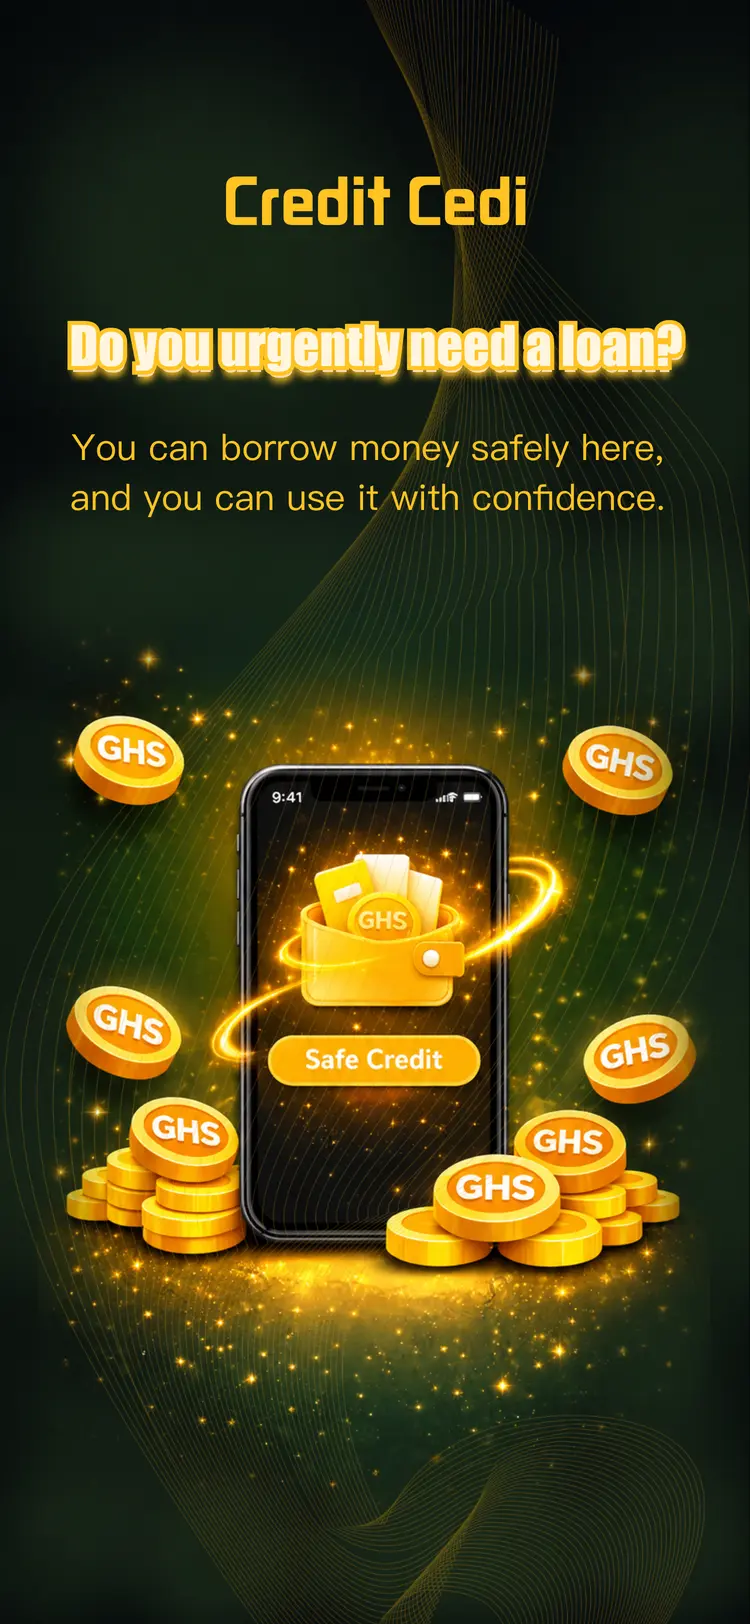 Credit Cedi
Do you urgently need a loan?
You can borrow money safely here,
and you can use it with confidence.
GHS
GHS
9:41
GHS
GHS
GHS
Safe Credit
GHS
GHS
GHS